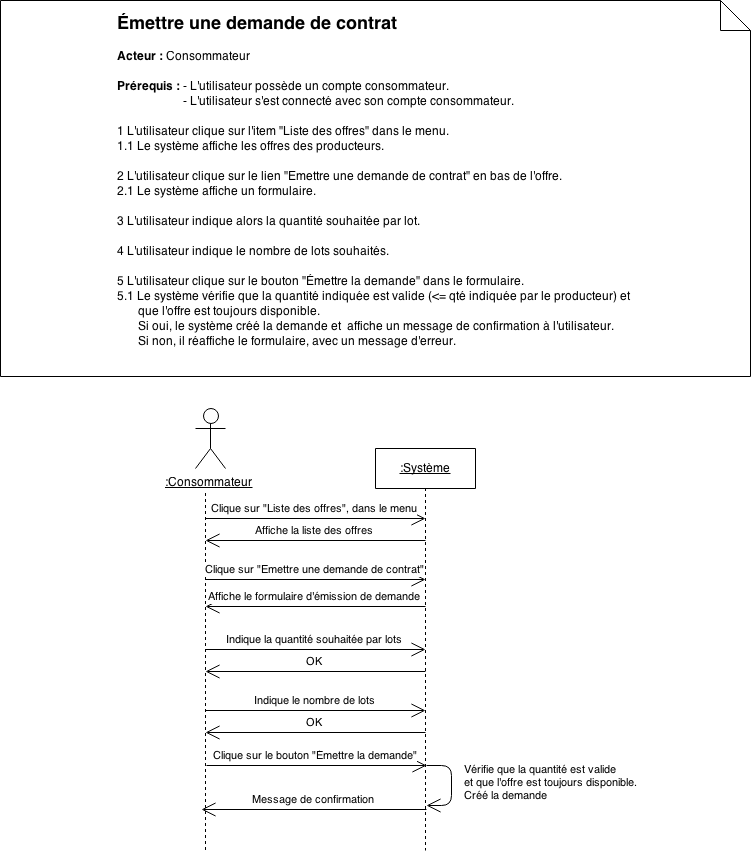 Émettre une demande de contrat
Acteur : Consommateur
Prérequis : - L'utilisateur possède un compte consommateur.
- L'utilisateur s'est connecté avec son compte consommateur.
1 L'utilisateur clique sur l'item "Liste des offres" dans le menu.
1.1 Le système affiche les offres des producteurs.
2 L'utilisateur clique sur le lien "Emettre une demande de contrat" en bas de l'offre.
2.1 Le système affiche un formulaire.
3 L'utilisateur indique alors la quantité souhaitée par lot.
4 L'utilisateur indique le nombre de lots souhaités.
5 L'utilisateur clique sur le bouton "Émettre la demande" dans le formulaire.
5.1 Le système vérifie que la quantité indiquée est valide (<= qté indiquée par le producteur) et
que l'offre est toujours disponible.
Si oui, le système créé la demande et affiche un message de confirmation à l'utilisateur.
Si non, il réaffiche le formulaire, avec un message d'erreur.
:Consommateur
:Système
Clique sur "Liste des offres", dans le menu
Affiche la liste des offres
Clique sur "Emettre une demande de contrat"
Affiche le formulaire d'émission de demande
Indique la quantité souhaitée par lots
OK
Indique le nombre de lots
OK
Clique sur le bouton "Emettre la demande"
Vérifie que la quantité est valide
et que l'offre est toujours disponible.
Créé la demande
Message de confirmation